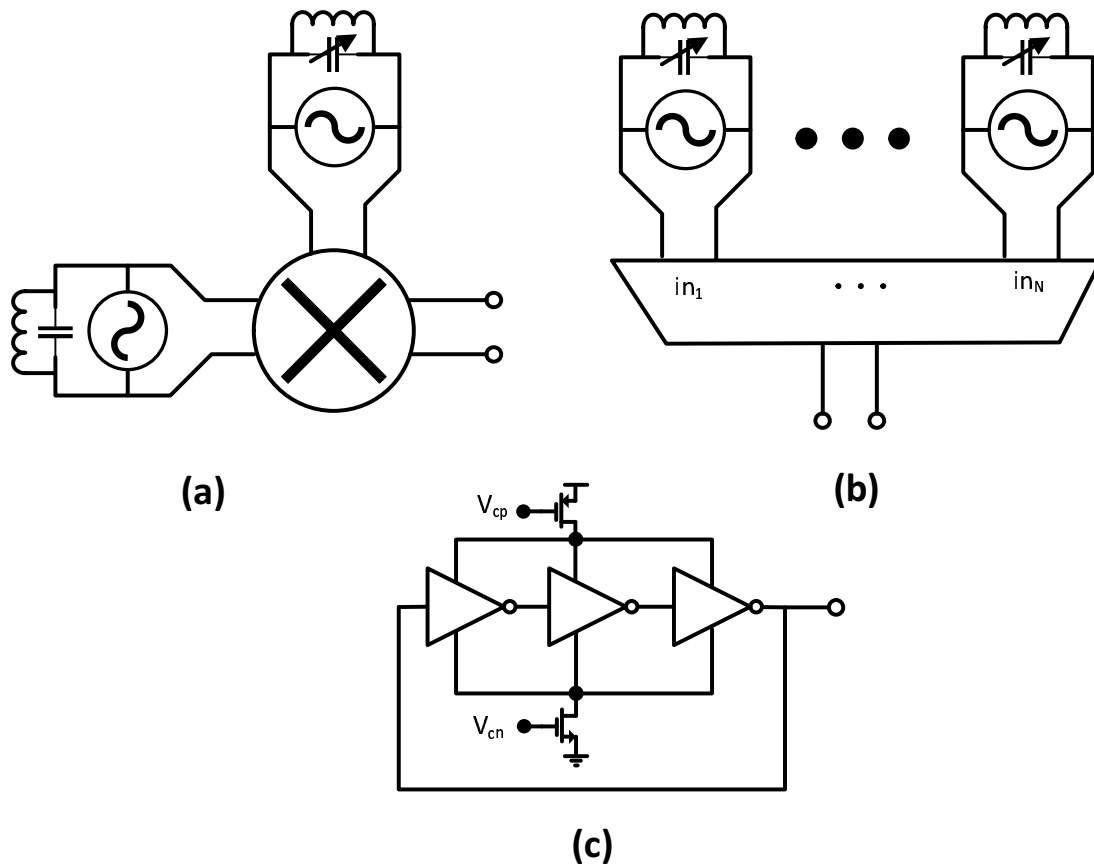 in₁ . . . in_N
(a)
(b)
V_cp
V_cn
(c)